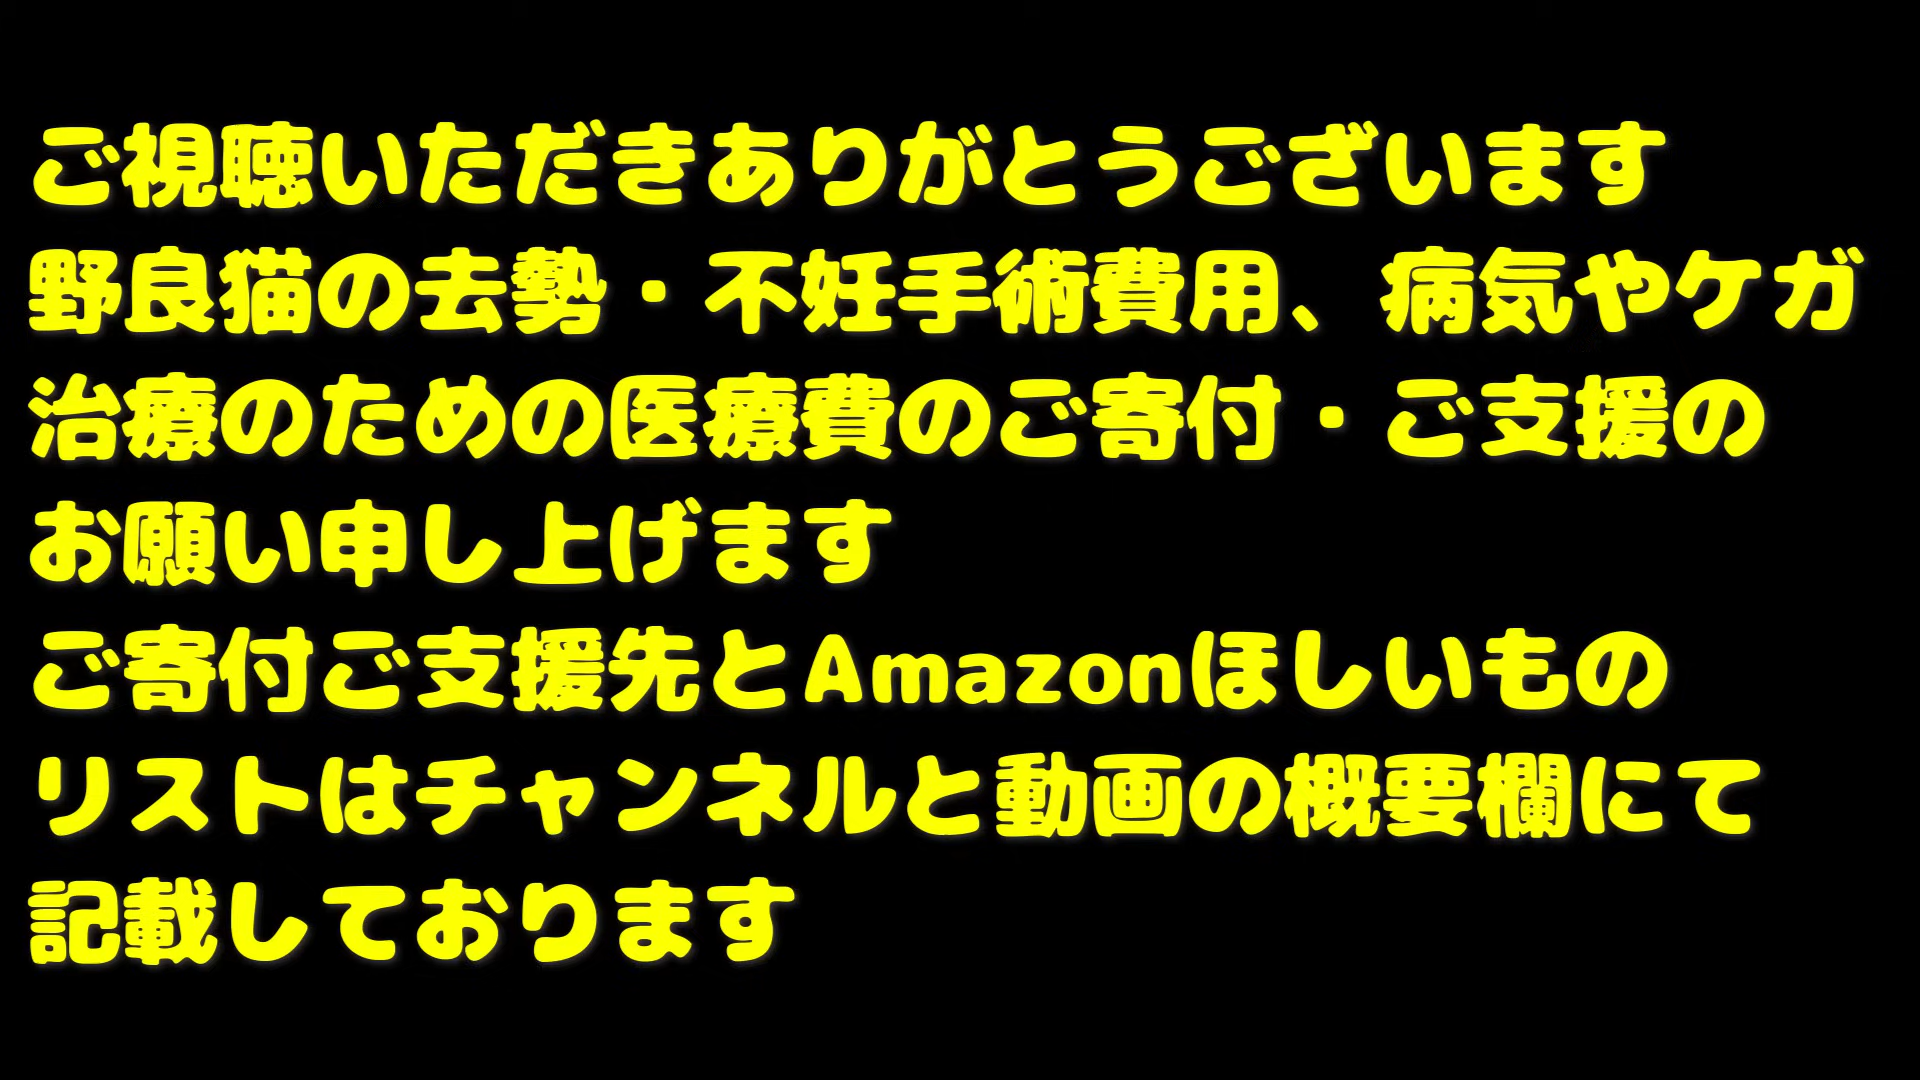 ご視聴いただきありがとうございます
野良猫の去勢・不妊手術費用、病気やケガ
治療のための医療費のご寄付・ご支援の
お願い申し上げます
ご寄付ご支援先とAmazonほしいもの
リストはチャンネルと動画の概要欄にて
記載しております